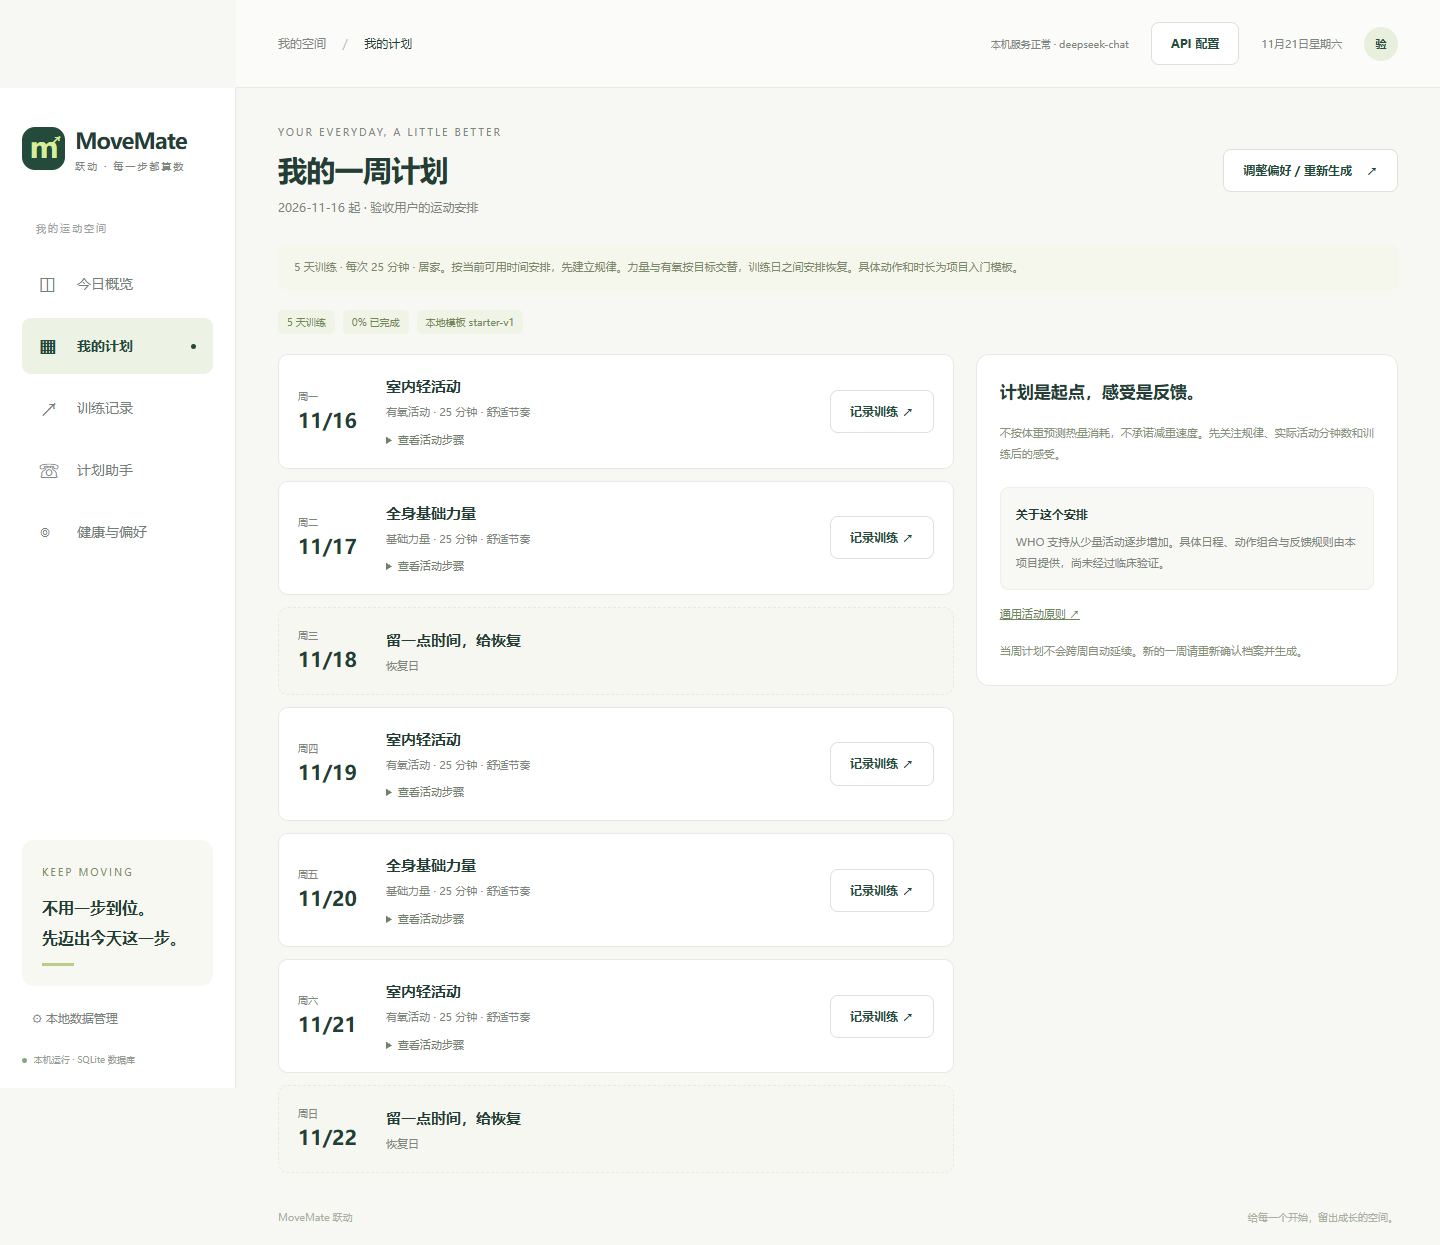 我的空间 / 我的计划
本机服务正常 · deepseek-chat
API 配置
11月21日星期六
验
m
MoveMate
跃动 · 每一步都算数
我的运动空间
今日概览
我的计划
训练记录
计划助手
健康与偏好
KEEP MOVING
不用一步到位。
先迈出今天这一步。
本地数据管理
本机运行 · SQLite 数据库
YOUR EVERYDAY, A LITTLE BETTER
我的一周计划
2026-11-16 起 · 验收用户的运动安排
调整偏好 / 重新生成 ↗
5 天训练 · 每次 25 分钟 · 居家。按当前可用时间安排，先建立规律。力量与有氧按目标交替，训练日之间安排恢复。具体动作和时长为项目入门模板。
5 天训练
0% 已完成
本地模板 starter-v1
周一
11/16
室内轻活动
有氧活动 · 25 分钟 · 舒适节奏
▶ 查看活动步骤
记录训练 ↗
周二
11/17
全身基础力量
基础力量 · 25 分钟 · 舒适节奏
▶ 查看活动步骤
记录训练 ↗
周三
11/18
留一点时间，给恢复
恢复日
周四
11/19
室内轻活动
有氧活动 · 25 分钟 · 舒适节奏
▶ 查看活动步骤
记录训练 ↗
周五
11/20
全身基础力量
基础力量 · 25 分钟 · 舒适节奏
▶ 查看活动步骤
记录训练 ↗
周六
11/21
室内轻活动
有氧活动 · 25 分钟 · 舒适节奏
▶ 查看活动步骤
记录训练 ↗
周日
11/22
留一点时间，给恢复
恢复日
计划是起点，感受是反馈。
不按体重预测热量消耗，不承诺减重速度。先关注规律、实际活动分钟数和训
练后的感受。
关于这个安排
WHO 支持从少量活动逐步增加。具体日程、动作组合与反馈规则由本
项目提供，尚未经过临床验证。
通用活动原则 ↗
当周计划不会跨周自动延续。新的一周请重新确认档案并生成。
MoveMate 跃动
给每一个开始，留出成长的空间。